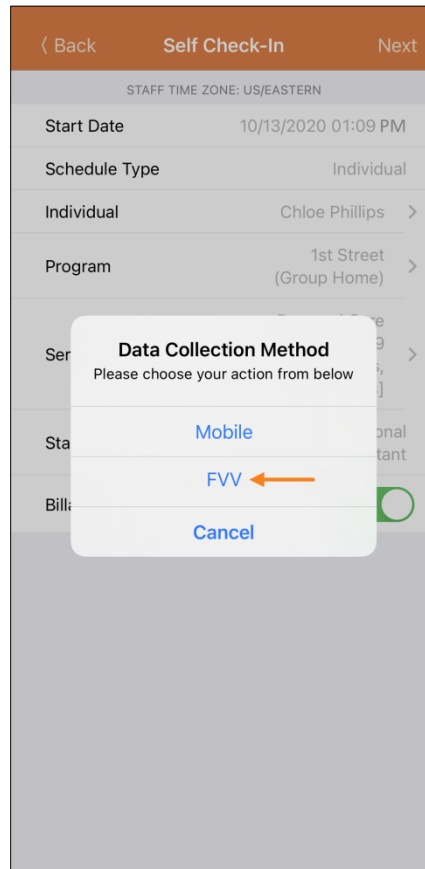 Back Self Check-In Next
STAFF TIME ZONE: US/EASTERN
Start Date 10/13/2020 01:09 PM
Schedule Type Individual
Individual Chloe Phillips
Program 1st Street
(Group Home)
Data Collection Method
Please choose your action from below
Mobile
FVV
Cancel